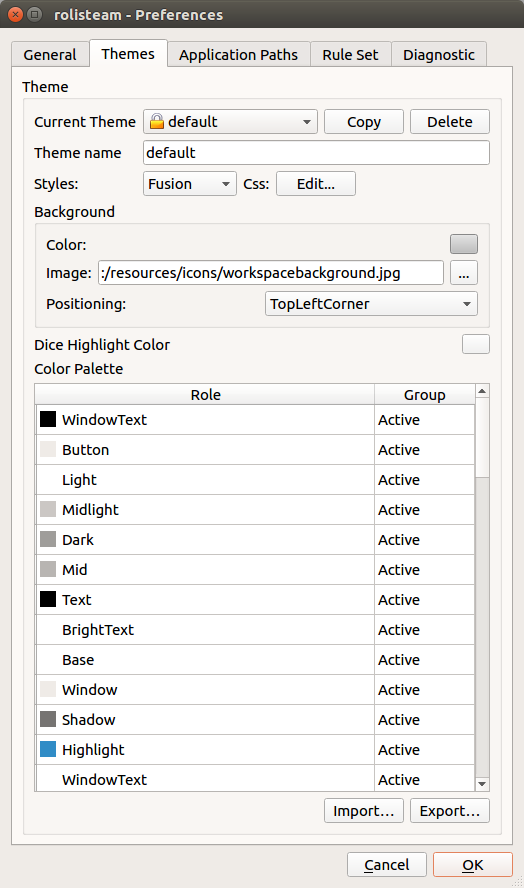 rolisteam - Preferences
General Themes Application Paths Rule Set Diagnostic
Theme
Current Theme default Copy Delete
Theme name default
Styles: Fusion Css: Edit...
Background
Color:
Image: :/resources/icons/workspacebackground.jpg ...
Positioning: TopLeftCorner
Dice Highlight Color
Color Palette
Role Group
WindowText Active
Button Active
Light Active
Midlight Active
Dark Active
Mid Active
Text Active
BrightText Active
Base Active
Window Active
Shadow Active
Highlight Active
WindowText Active
Import... Export...
Cancel OK